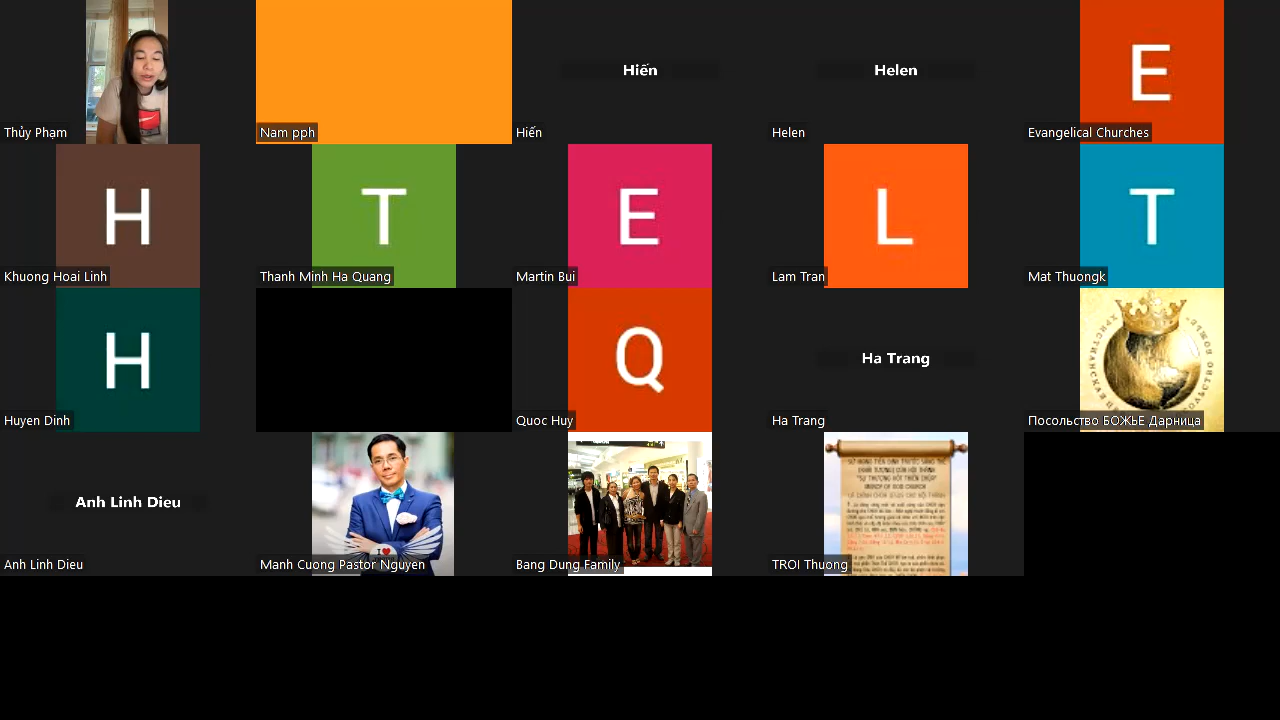 Thủy Phạm
Nam pph
Hiến
Hiến
Helen
Helen
E
Evangelical Churches
H
Khuong Hoai Linh
T
Thanh Minh Ha Quang
E
Martin Bui
L
Lam Tran
T
Mat Thuongk
H
Huyen Dinh
Q
Quoc Huy
Ha Trang
Ha Trang
Посольство БОЖЬЕ Дарница
Anh Linh Dieu
Anh Linh Dieu
I
Manh Cuong Pastor Nguyen
Bang Dung Family
TROI Thuong